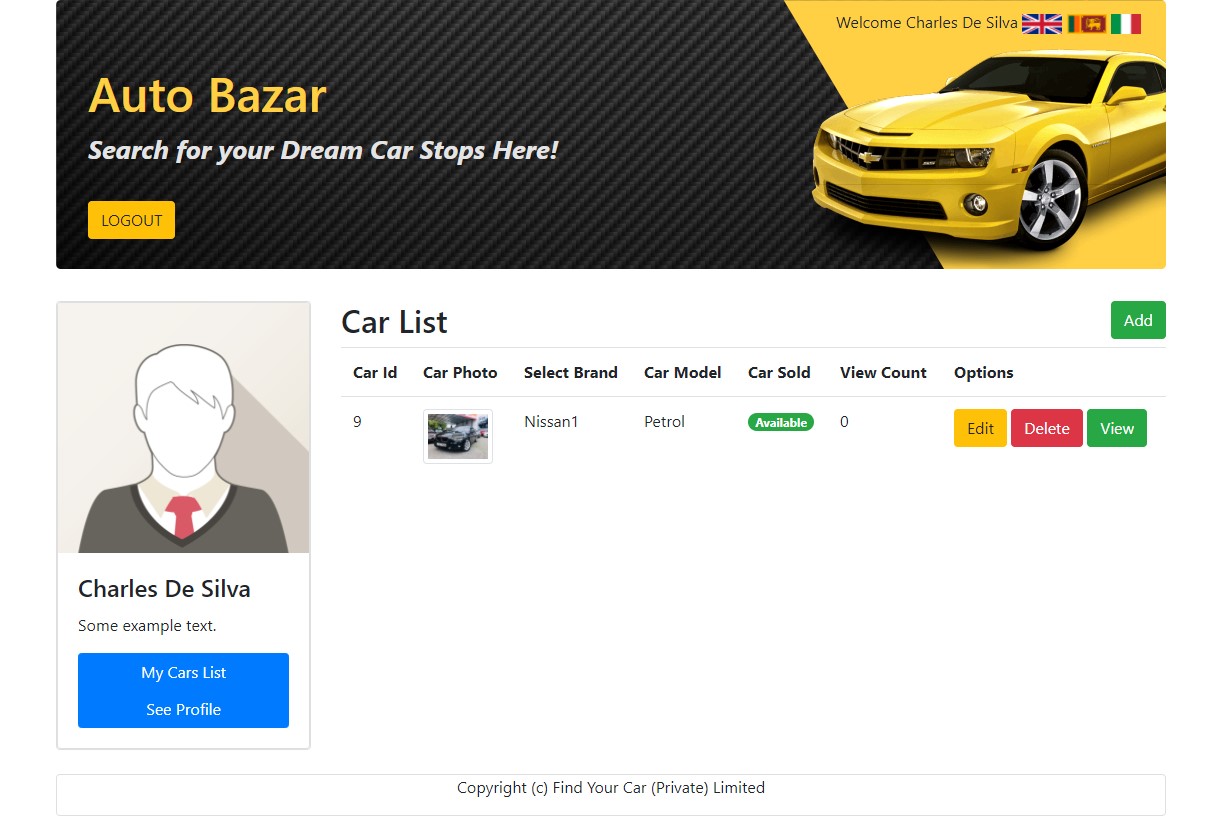 Welcome Charles De Silva
Auto Bazar
Search for your Dream Car Stops Here!
LOGOUT
Car List
Add
Car Id Car Photo Select Brand Car Model Car Sold View Count Options
9 Nissan1 Petrol Available 0 Edit Delete View
Charles De Silva
Some example text.
My Cars List
See Profile
Copyright (c) Find Your Car (Private) Limited